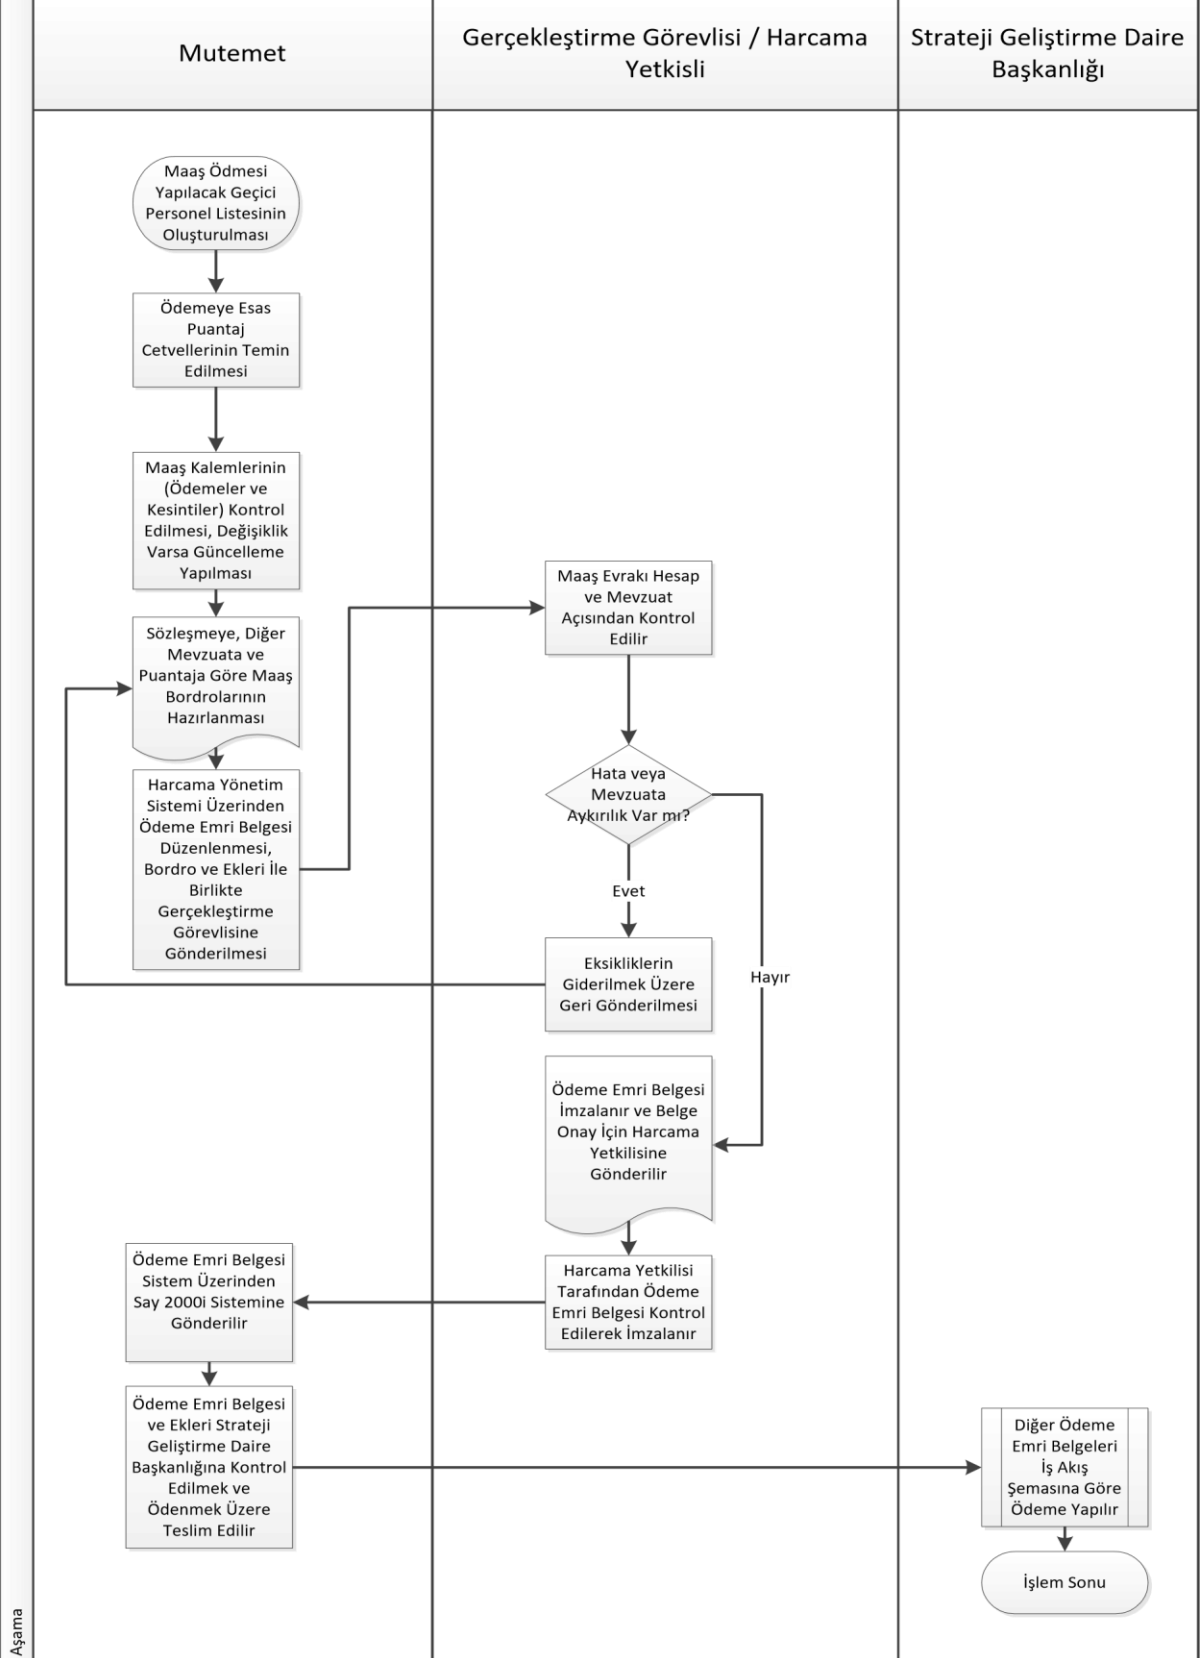 Mutemet
Gerçekleştirme Görevlisi / Harcama
Yetkisli
Strateji Geliştirme Daire
Başkanlığı
Maaş Ödmesi
Yapılacak Geçici
Personel Listesinin
Oluşturulması
Ödemeye Esas
Puantaj
Cetvellerinin Temin
Edilmesi
Maaş Kalemlerinin
(Ödemeler ve
Kesintiler) Kontrol
Edilmesi, Değişiklik
Varsa Güncelleme
Yapılması
Sözleşmeye, Diğer
Mevzuata ve
Puantaja Göre Maaş
Bordrolarının
Hazırlanması
Harcama Yönetim
Sistemi Üzerinden
Ödeme Emri Belgesi
Düzenlenmesi,
Bordro ve Ekleri İle
Birlikte
Gerçekleştirme
Görevlisine
Gönderilmesi
Maaş Evrakı Hesap
ve Mevzuat
Açısından Kontrol
Edilir
Hata veya
Mevzuata
Aykırılık Var mı?
Evet
Hayır
Eksikliklerin
Giderilmek Üzere
Geri Gönderilmesi
Ödeme Emri Belgesi
İmzalanır ve Belge
Onay İçin Harcama
Yetkilisine
Gönderilir
Harcama Yetkilisi
Tarafından Ödeme
Emri Belgesi Kontrol
Edilerek İmzalanır
Ödeme Emri Belgesi
Sistem Üzerinden
Say 2000i Sistemine
Gönderilir
Ödeme Emri Belgesi
ve Ekleri Strateji
Geliştirme Daire
Başkanlığına Kontrol
Edilmek ve
Ödenmek Üzere
Teslim Edilir
Diğer Ödeme
Emri Belgeleri
İş Akış
Şemasına Göre
Ödeme Yapılır
İşlem Sonu
Aşama